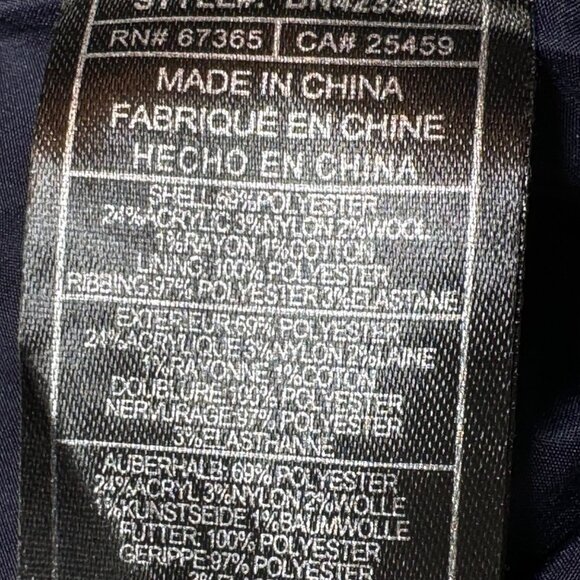 STYLE#:
RN# 67365 CA# 25459
MADE IN CHINA
FABRIQUE EN CHINE
HECHO EN CHINA
SHELL: 69% POLYESTER
24% ACRYLIC 3% NYLON 2% WOOL
1% RAYON 1% COTTON
LINING: 100% POLYESTER
RIBBING: 97% POLYESTER 3% ELASTANE
EXTERIEUR: 69% POLYESTER
24% ACRYLIQUE 3% NYLON 2% LAINE
1% RAYONNE 1% COTTON
DOUBLURE: 100% POLYESTER
NERVURAGE: 97% POLYESTER
3% ELASTHANNE
AUBERHALB: 69% POLYESTER
24% ACRYL 3% NYLON 2% WOLLE
1% KUNSTSEIDE 1% BAUMWOLLE
FUTTER: 100% POLYESTER
GERIPPE: 97% POLYESTER